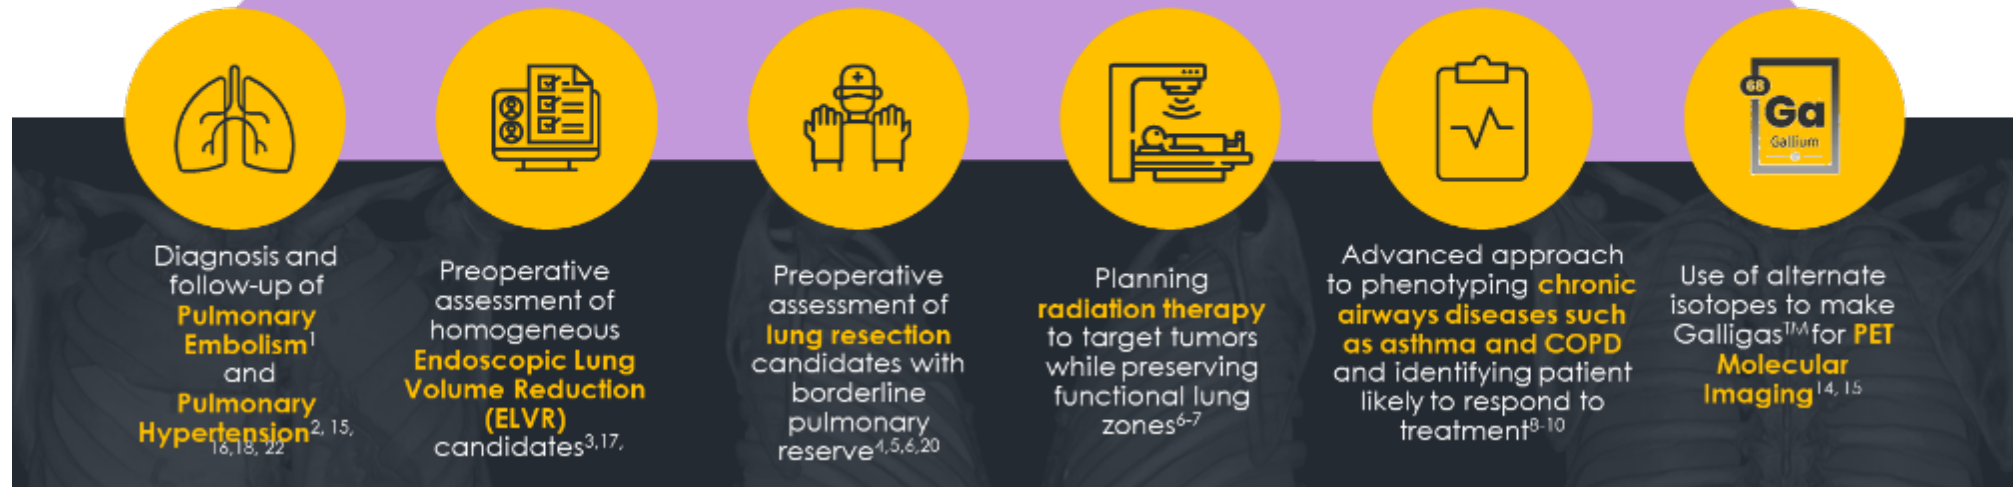 Diagnosis and
follow-up of
Pulmonary
Embolism1
and
Pulmonary
Hypertension2, 15,
16,18, 22
Preoperative
assessment of
homogeneous
Endoscopic Lung
Volume Reduction
(ELVR)
candidates3,17,
Preoperative
assessment of
lung resection
candidates with
borderline
pulmonary
reserve4,5,6,20
Planning
radiation therapy
to target tumors
while preserving
functional lung
zones6-7
Advanced approach
to phenotyping chronic
airways diseases such
as asthma and COPD
and identifying patient
likely to respond to
treatment8-10
68
Ga
Gallium
Use of alternate
isotopes to make
Galligas™ for PET
Molecular
Imaging14, 15